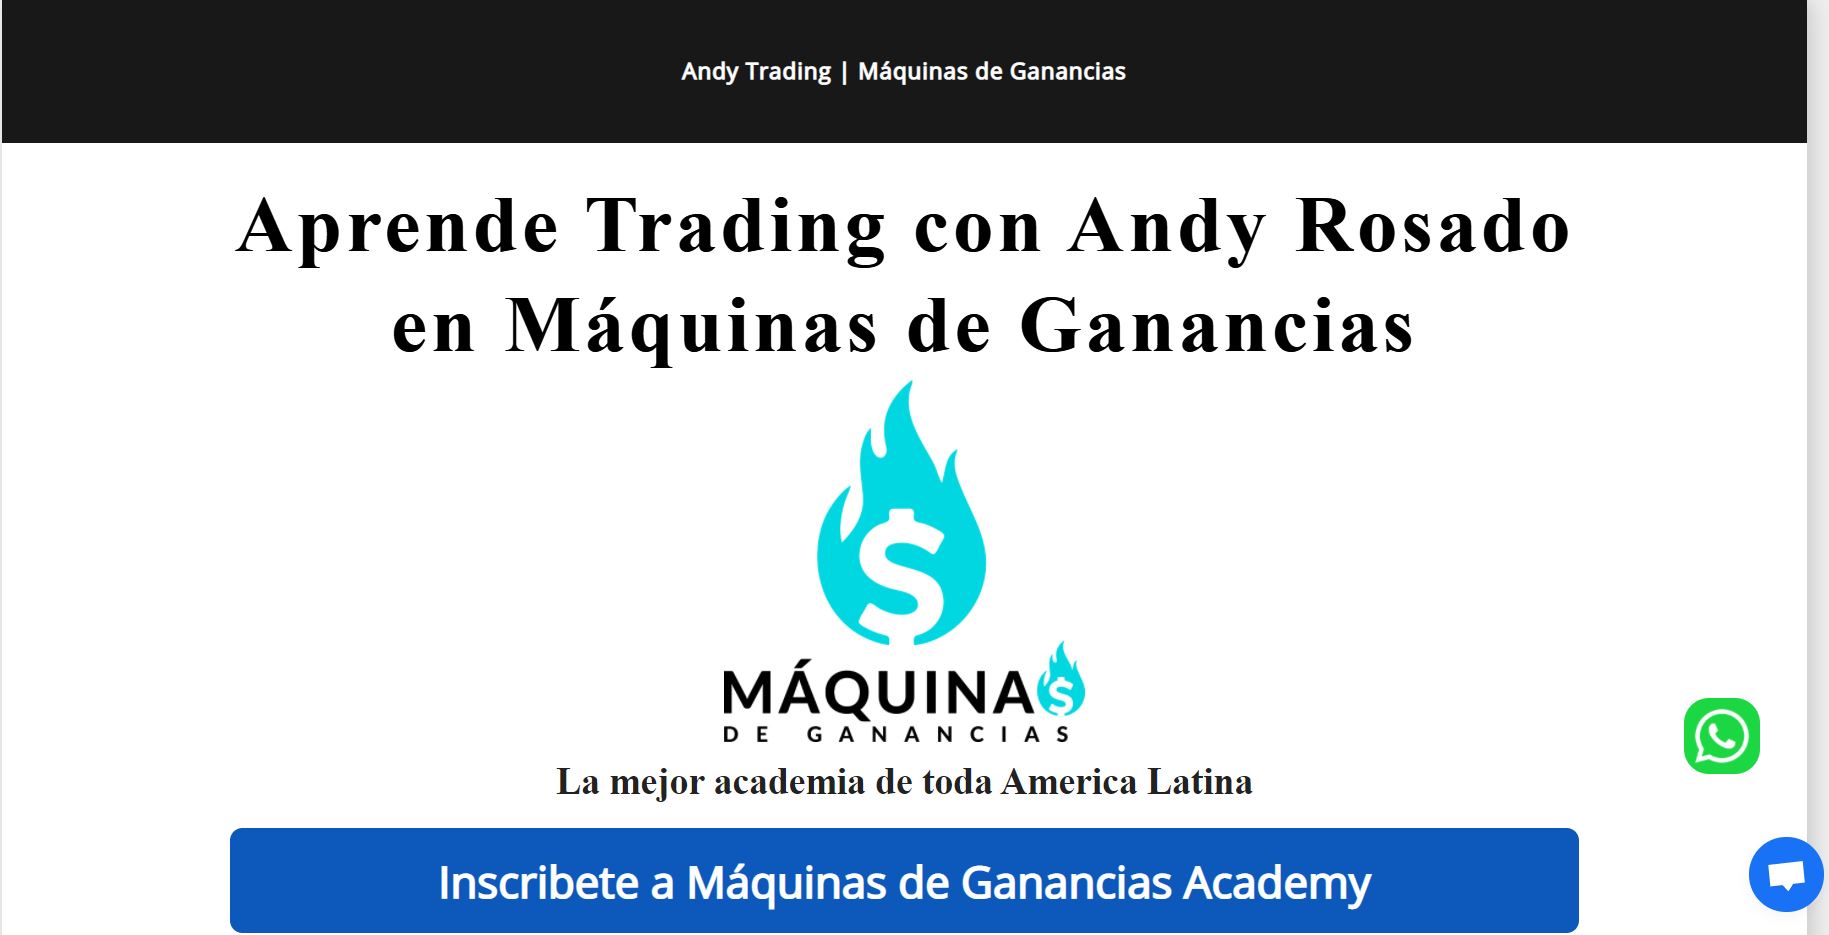 Andy Trading | Máquinas de Ganancias
Aprende Trading con Andy Rosado
en Máquinas de Ganancias
$
MÁQUINA$
DE GANANCIAS
La mejor academia de toda America Latina
Inscribete a Máquinas de Ganancias Academy